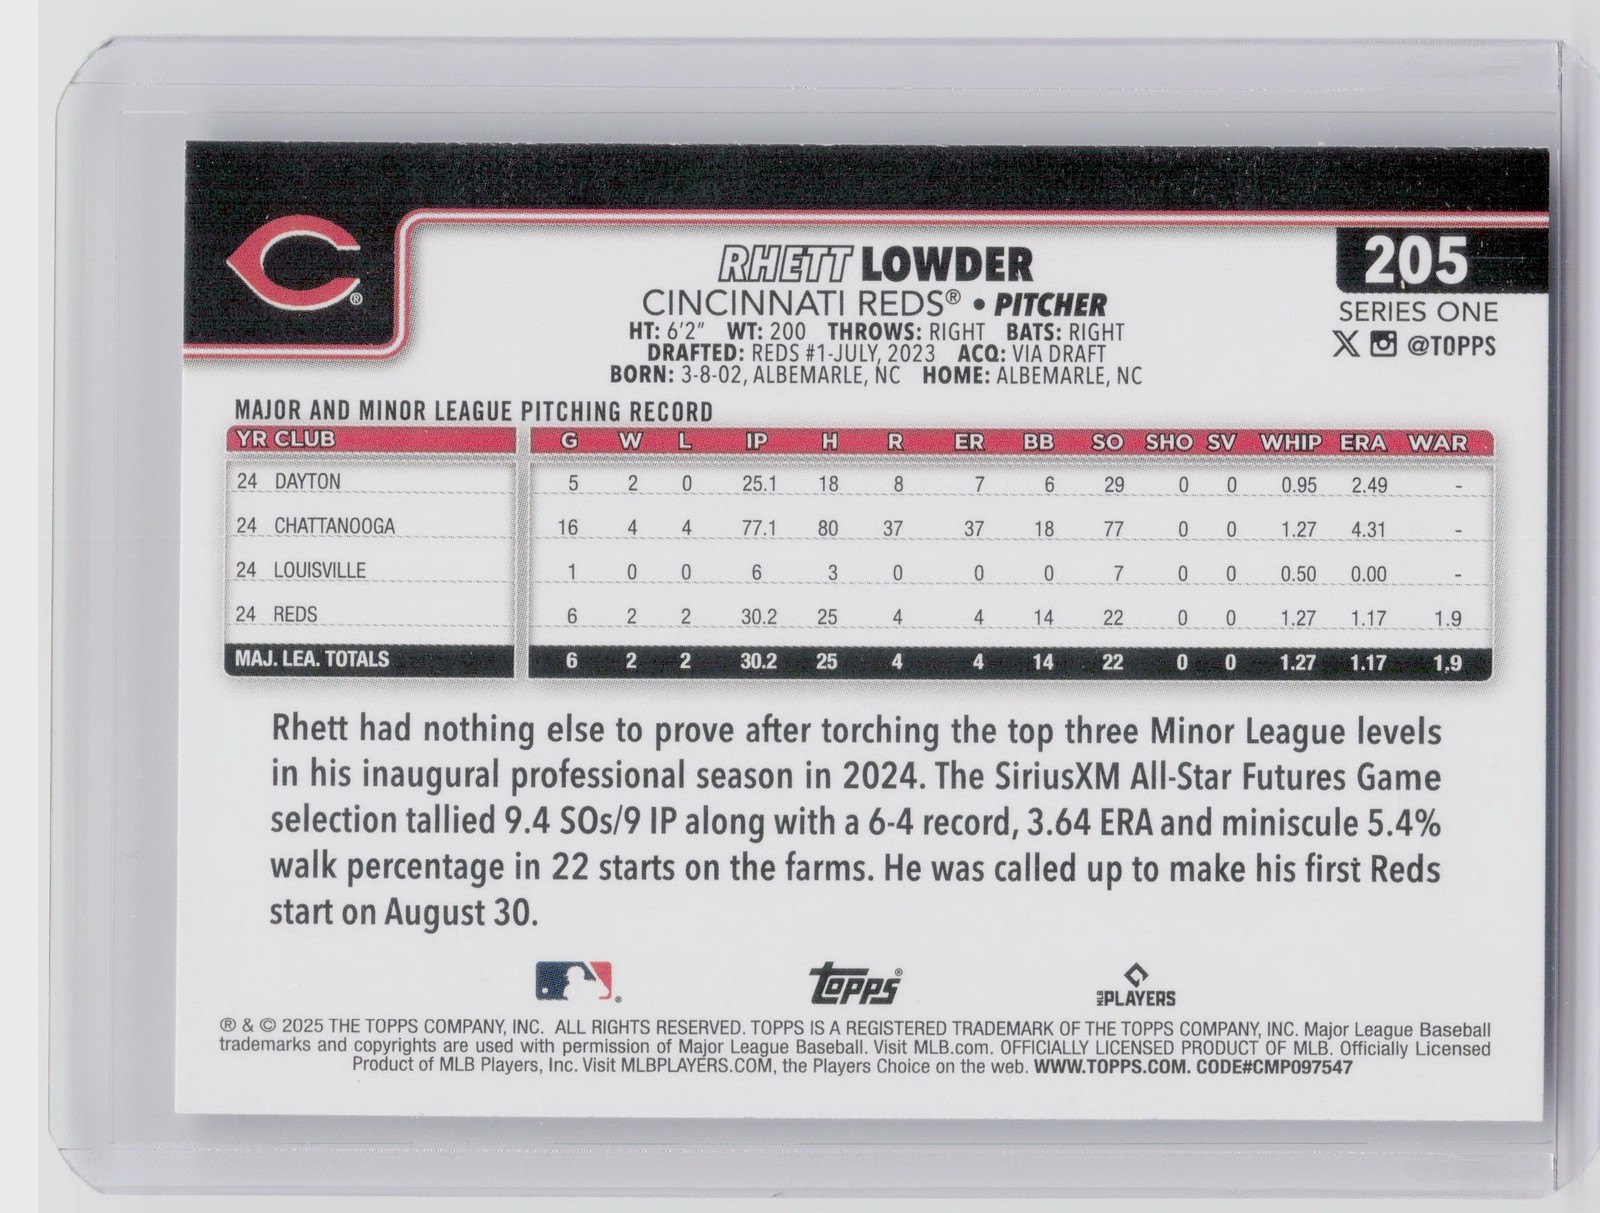 RHETT LOWDER
205
CINCINNATI REDS® • PITCHER
SERIES ONE
HT: 6'2" WT: 200 THROWS: RIGHT BATS: RIGHT
@TOPPS
DRAFTED: REDS #1-JULY, 2023 ACQ: VIA DRAFT
BORN: 3-8-02, ALBEMARLE, NC HOME: ALBEMARLE, NC
MAJOR AND MINOR LEAGUE PITCHING RECORD
YR CLUB G W L IP H R ER BB SO SHO SV WHIP ERA WAR
24 DAYTON 5 2 0 25.1 18 8 7 6 29 0 0 0.95 2.49 -
24 CHATTANOOGA 16 4 4 77.1 80 37 37 18 77 0 0 1.27 4.31 -
24 LOUISVILLE 1 0 0 6 3 0 0 0 7 0 0 0.50 0.00 -
24 REDS 6 2 2 30.2 25 4 4 14 22 0 0 1.27 1.17 1.9
MAJ. LEA. TOTALS 6 2 2 30.2 25 4 4 14 22 0 0 1.27 1.17 1.9
Rhett had nothing else to prove after torching the top three Minor League levels
in his inaugural professional season in 2024. The SiriusXM All-Star Futures Game
selection tallied 9.4 SOs/9 IP along with a 6-4 record, 3.64 ERA and miniscule 5.4%
walk percentage in 22 starts on the farms. He was called up to make his first Reds
start on August 30.
Topps®
MLB PLAYERS
® & © 2025 THE TOPPS COMPANY, INC. ALL RIGHTS RESERVED. TOPPS IS A REGISTERED TRADEMARK OF THE TOPPS COMPANY, INC. Major League Baseball
trademarks and copyrights are used with permission of Major League Baseball. Visit MLB.com. OFFICIALLY LICENSED PRODUCT OF MLB. Officially Licensed
Product of MLB Players, Inc. Visit MLBPLAYERS.COM, the Players Choice on the web. WWW.TOPPS.COM. CODE#CMP097547